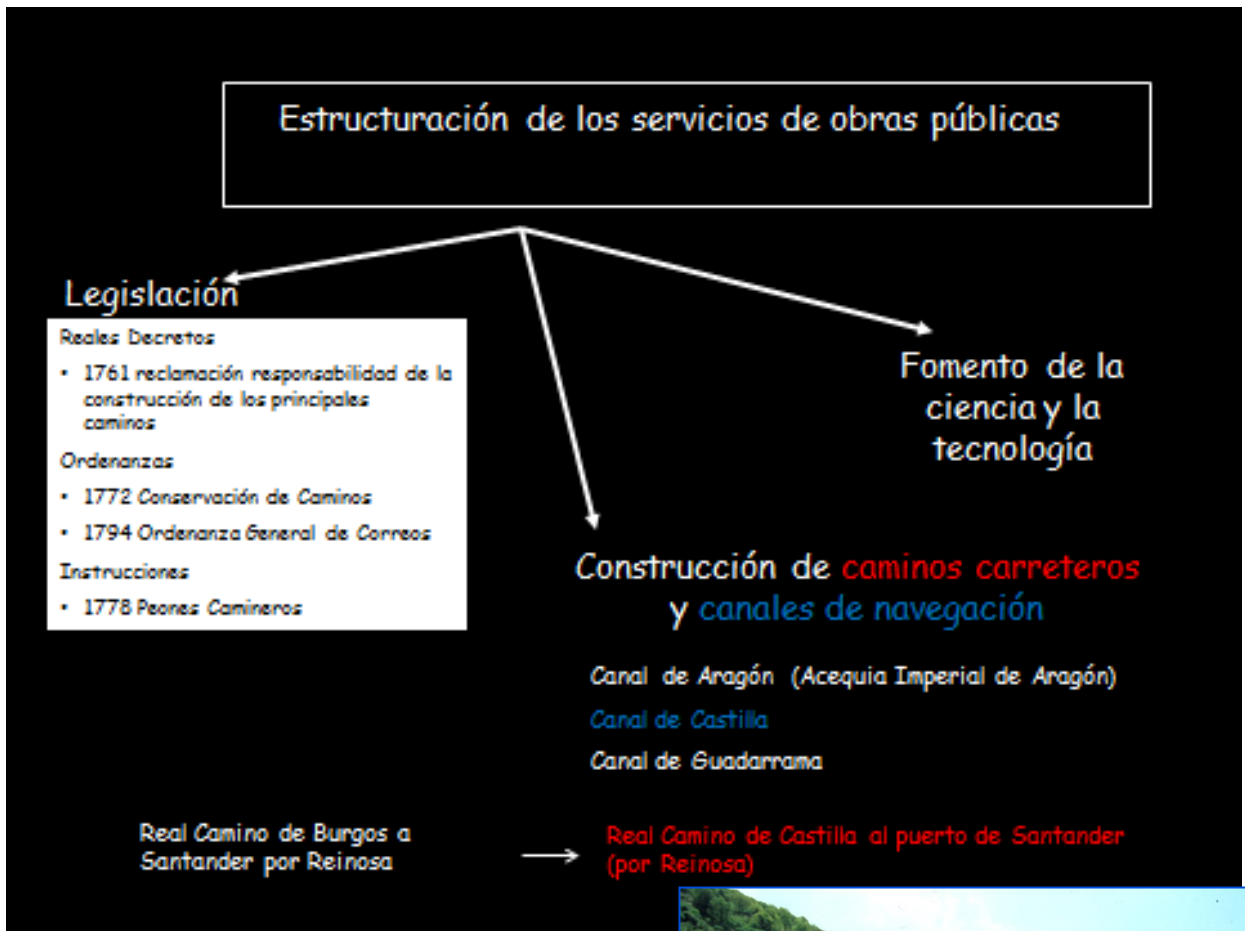 Estructuración de los servicios de obras públicas
Legislación
Reales Decretos
• 1761 reclamación responsabilidad de la
construcción de los principales
caminos
Ordenanzas
• 1772 Conservación de Caminos
• 1794 Ordenanza General de Correos
Instrucciones
• 1778 Peones Camineros
Fomento de la
ciencia y la
tecnología
Construcción de caminos carreteros
y canales de navegación
Canal de Aragón (Acequia Imperial de Aragón)
Canal de Castilla
Canal de Guadarrama
Real Camino de Burgos a
Santander por Reinosa
Real Camino de Castilla al puerto de Santander
(por Reinosa)